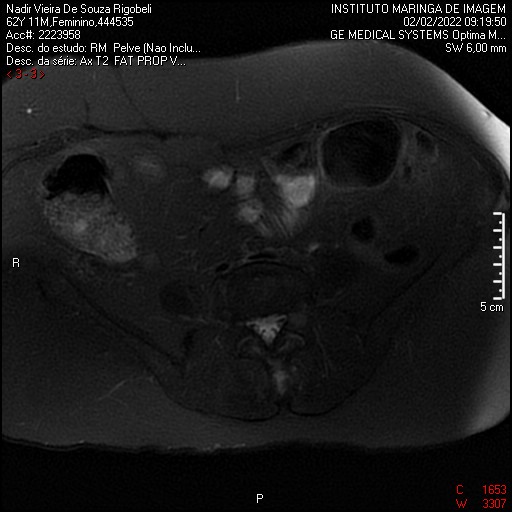 Nadir Vieira De Souza Rigobeli
62Y 11M,Feminino,444535
Acc#: 2223958
Desc. do estudo: RM  Pelve (Nao Inclu...
Desc. da série: Ax T2  FAT PROP V...
< 3 - 3 >
INSTITUTO MARINGA DE IMAGEM
02/02/2022 09:19:50
GE MEDICAL SYSTEMS Optima M...
SW 6,00 mm
R
5 cm
P
C 1653
W 3307